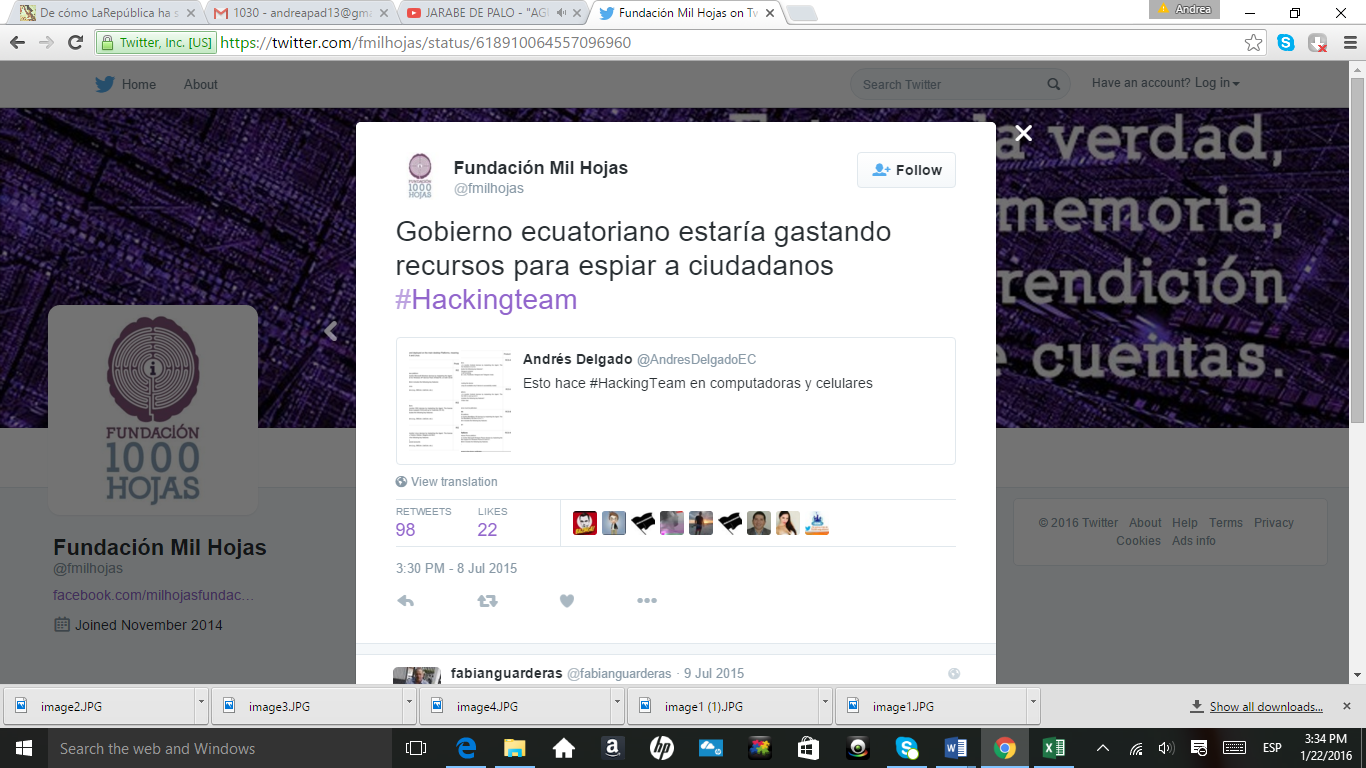 De cómo LaRepública ha s
1030 - andreapad13@gm
JARABE DE PALO - "AG
Fundación Mil Hojas on Tv
Andrea
Twitter, Inc. [US]
https://twitter.com/fmilhojas/status/618910064557096960
Home
About
Search Twitter
Have an account? Log in
a verdad,
memoria,
rendición
e cuentas
Fundación Mil Hojas
@fmilhojas
Follow
FUNDACIÓN
1000
HOJAS
Gobierno ecuatoriano estaría gastando
recursos para espiar a ciudadanos
#Hackingteam
Andrés Delgado @AndresDelgadoEC
Esto hace #HackingTeam en computadoras y celulares
View translation
RETWEETS
98
LIKES
22
3:30 PM - 8 Jul 2015
fabianguarderas @fabianguarderas · 9 Jul 2015
FUNDACIÓN
1000
HOJAS
Fundación Mil Hojas
@fmilhojas
facebook.com/milhojasfundac...
Joined November 2014
© 2016 Twitter About Help Terms Privacy
Cookies Ads info
image2.JPG
image3.JPG
image4.JPG
image1 (1).JPG
image1.JPG
Show all downloads...
Search the web and Windows
ESP
3:34 PM
1/22/2016